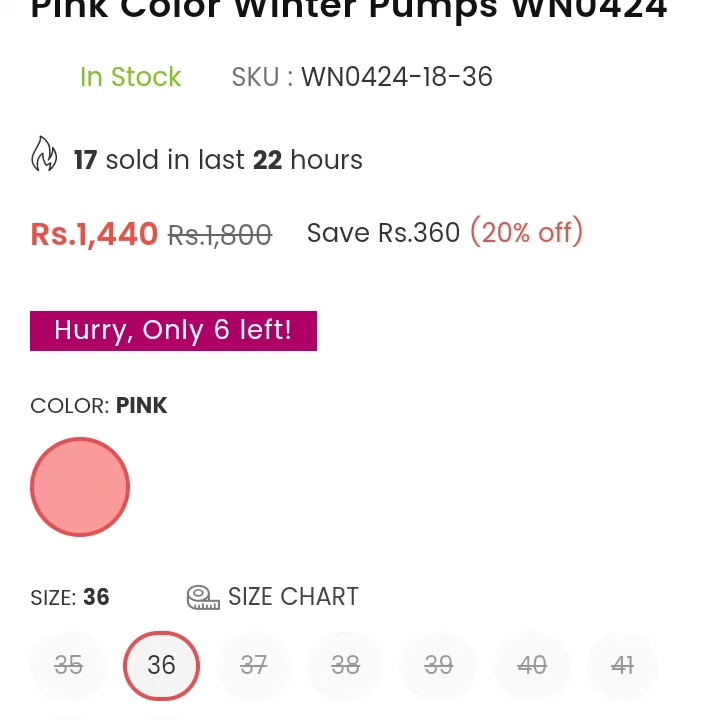 Pink Color Winter Pumps WN0424
In Stock SKU : WN0424-18-36
17 sold in last 22 hours
Rs.1,440 Rs.1,800 Save Rs.360 (20% off)
Hurry, Only 6 left!
COLOR: PINK
SIZE: 36 SIZE CHART
35 36 37 38 39 40 41